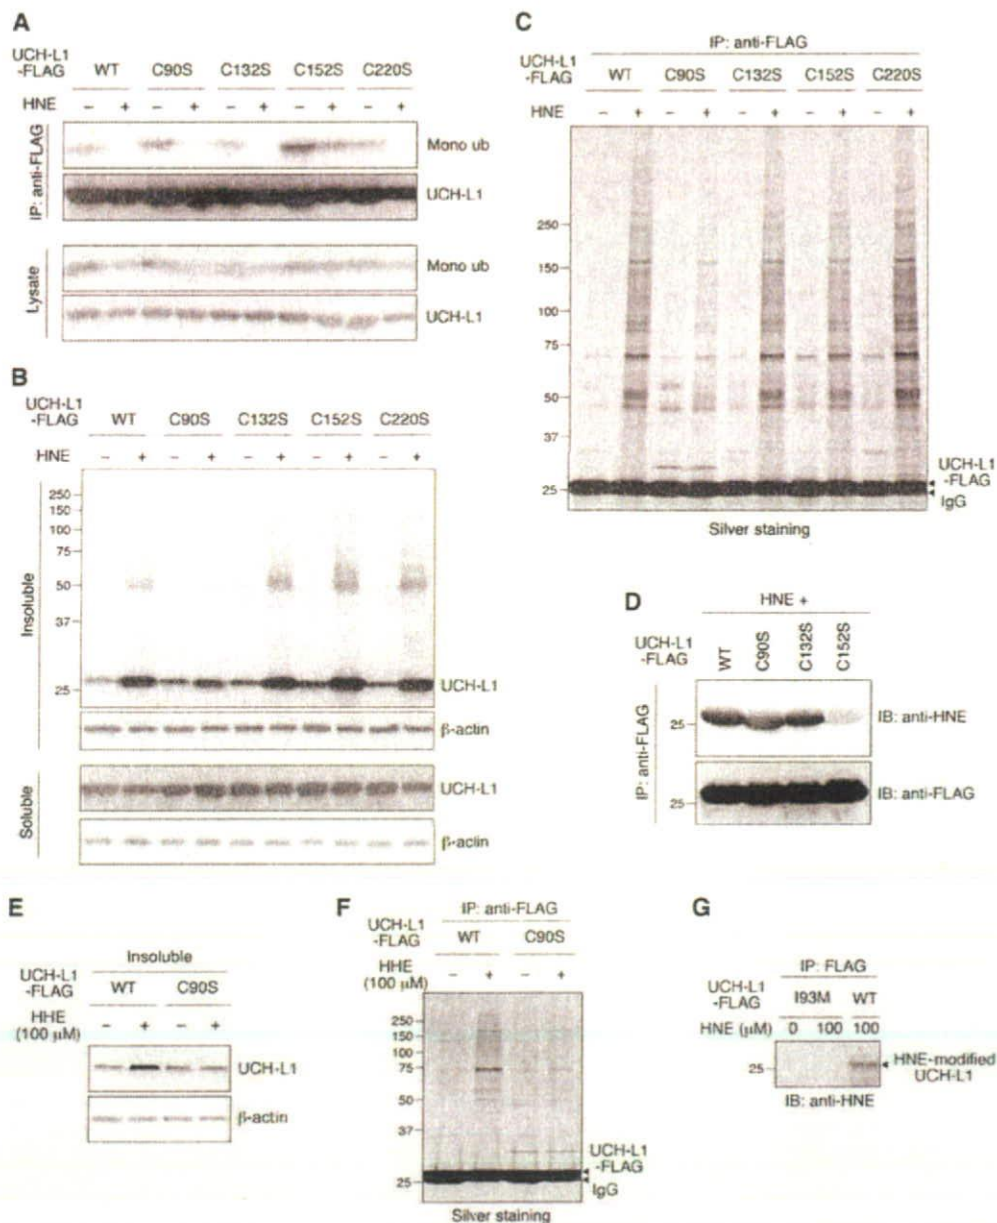 A
UCH-L1
-FLAG
WT C90S C132S C152S C220S
HNE - + - + - + - + - +
IP: anti-FLAG
Mono ub
UCH-L1
Lysate
Mono ub
UCH-L1
B
UCH-L1
-FLAG
WT C90S C132S C152S C220S
HNE - + - + - + - + - +
Insoluble
250
150
100
75
50
37
25
UCH-L1
β-actin
Soluble
UCH-L1
β-actin
C
IP: anti-FLAG
UCH-L1
-FLAG
WT C90S C132S C152S C220S
HNE - + - + - + - + - +
250
150
100
75
50
37
25
UCH-L1
-FLAG
IgG
Silver staining
D
HNE +
UCH-L1
-FLAG
WT C90S C132S C152S
IP: anti-FLAG
25
IB: anti-HNE
25
IB: anti-FLAG
E
Insoluble
UCH-L1
-FLAG
WT C90S
HHE
(100 μM)
- + - +
UCH-L1
β-actin
F
IP: anti-FLAG
UCH-L1
-FLAG
WT C90S
HHE
(100 μM)
- + - +
250
150
100
75
50
37
25
UCH-L1
-FLAG
IgG
Silver staining
G
IP: FLAG
UCH-L1
-FLAG
I93M WT
HNE (μM) 0 100 100
25
HNE-modified
UCH-L1
IB: anti-HNE